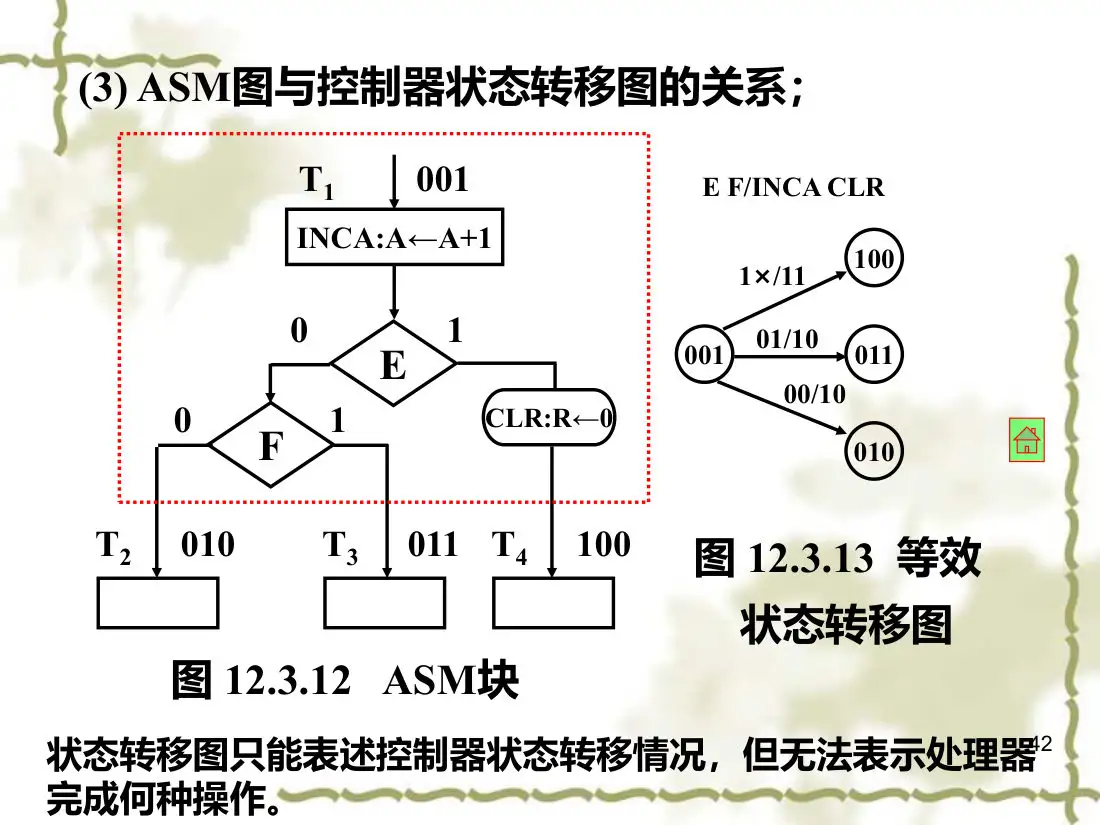 (3) ASM图与控制器状态转移图的关系；
T1 001
INCA:A←A+1
0 1
E
0 1
F
CLR:R←0
T2 010 T3 011 T4 100
图 12.3.12 ASM块
E F/INCA CLR
1×/11
100
001
01/10
011
00/10
010
图 12.3.13 等效
状态转移图
状态转移图只能表述控制器状态转移情况，但无法表示处理器
完成何种操作。
42